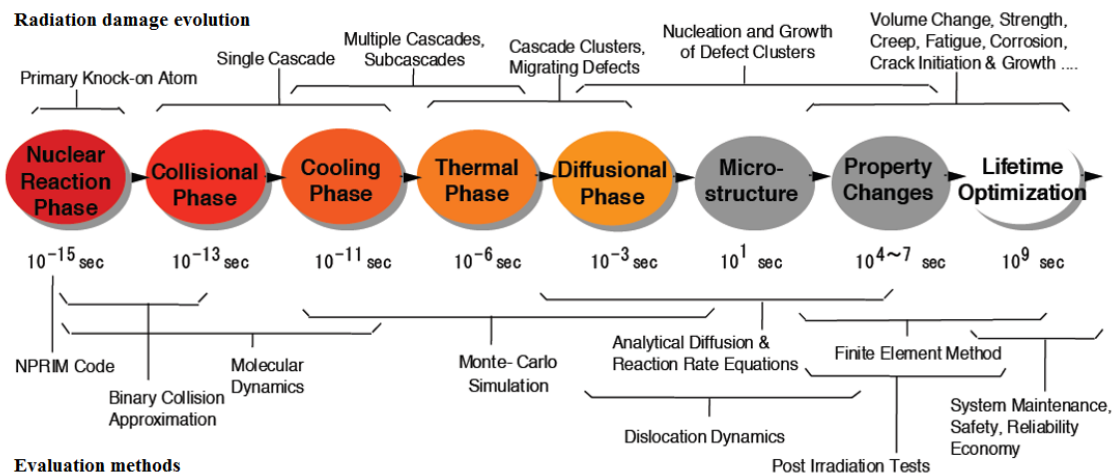 Radiation damage evolution
Primary Knock-on Atom
Single Cascade
Multiple Cascades,
Subcascades
Cascade Clusters,
Migrating Defects
Nucleation and Growth
of Defect Clusters
Volume Change, Strength,
Creep, Fatigue, Corrosion,
Crack Initiation & Growth ....
Nuclear
Reaction
Phase
Collisional
Phase
Cooling
Phase
Thermal
Phase
Diffusional
Phase
Micro-
structure
Property
Changes
Lifetime
Optimization
10⁻¹⁵ sec
10⁻¹³ sec
10⁻¹¹ sec
10⁻⁶ sec
10⁻³ sec
10¹ sec
10⁴~⁷ sec
10⁹ sec
NPRIM Code
Binary Collision
Approximation
Molecular
Dynamics
Monte- Carlo
Simulation
Analytical Diffusion &
Reaction Rate Equations
Dislocation Dynamics
Finite Element Method
Post Irradiation Tests
System Maintenance,
Safety, Reliability
Economy
Evaluation methods